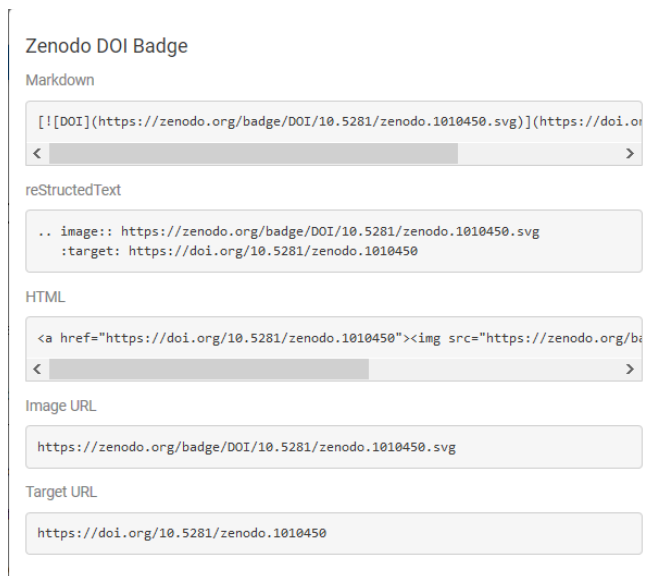 Zenodo DOI Badge
Markdown
[![DOI](https://zenodo.org/badge/DOI/10.5281/zenodo.1010450.svg)](https://doi.or
reStructedText
.. image:: https://zenodo.org/badge/DOI/10.5281/zenodo.1010450.svg
   :target: https://doi.org/10.5281/zenodo.1010450
HTML
<a href="https://doi.org/10.5281/zenodo.1010450"><img src="https://zenodo.org/ba
Image URL
https://zenodo.org/badge/DOI/10.5281/zenodo.1010450.svg
Target URL
https://doi.org/10.5281/zenodo.1010450